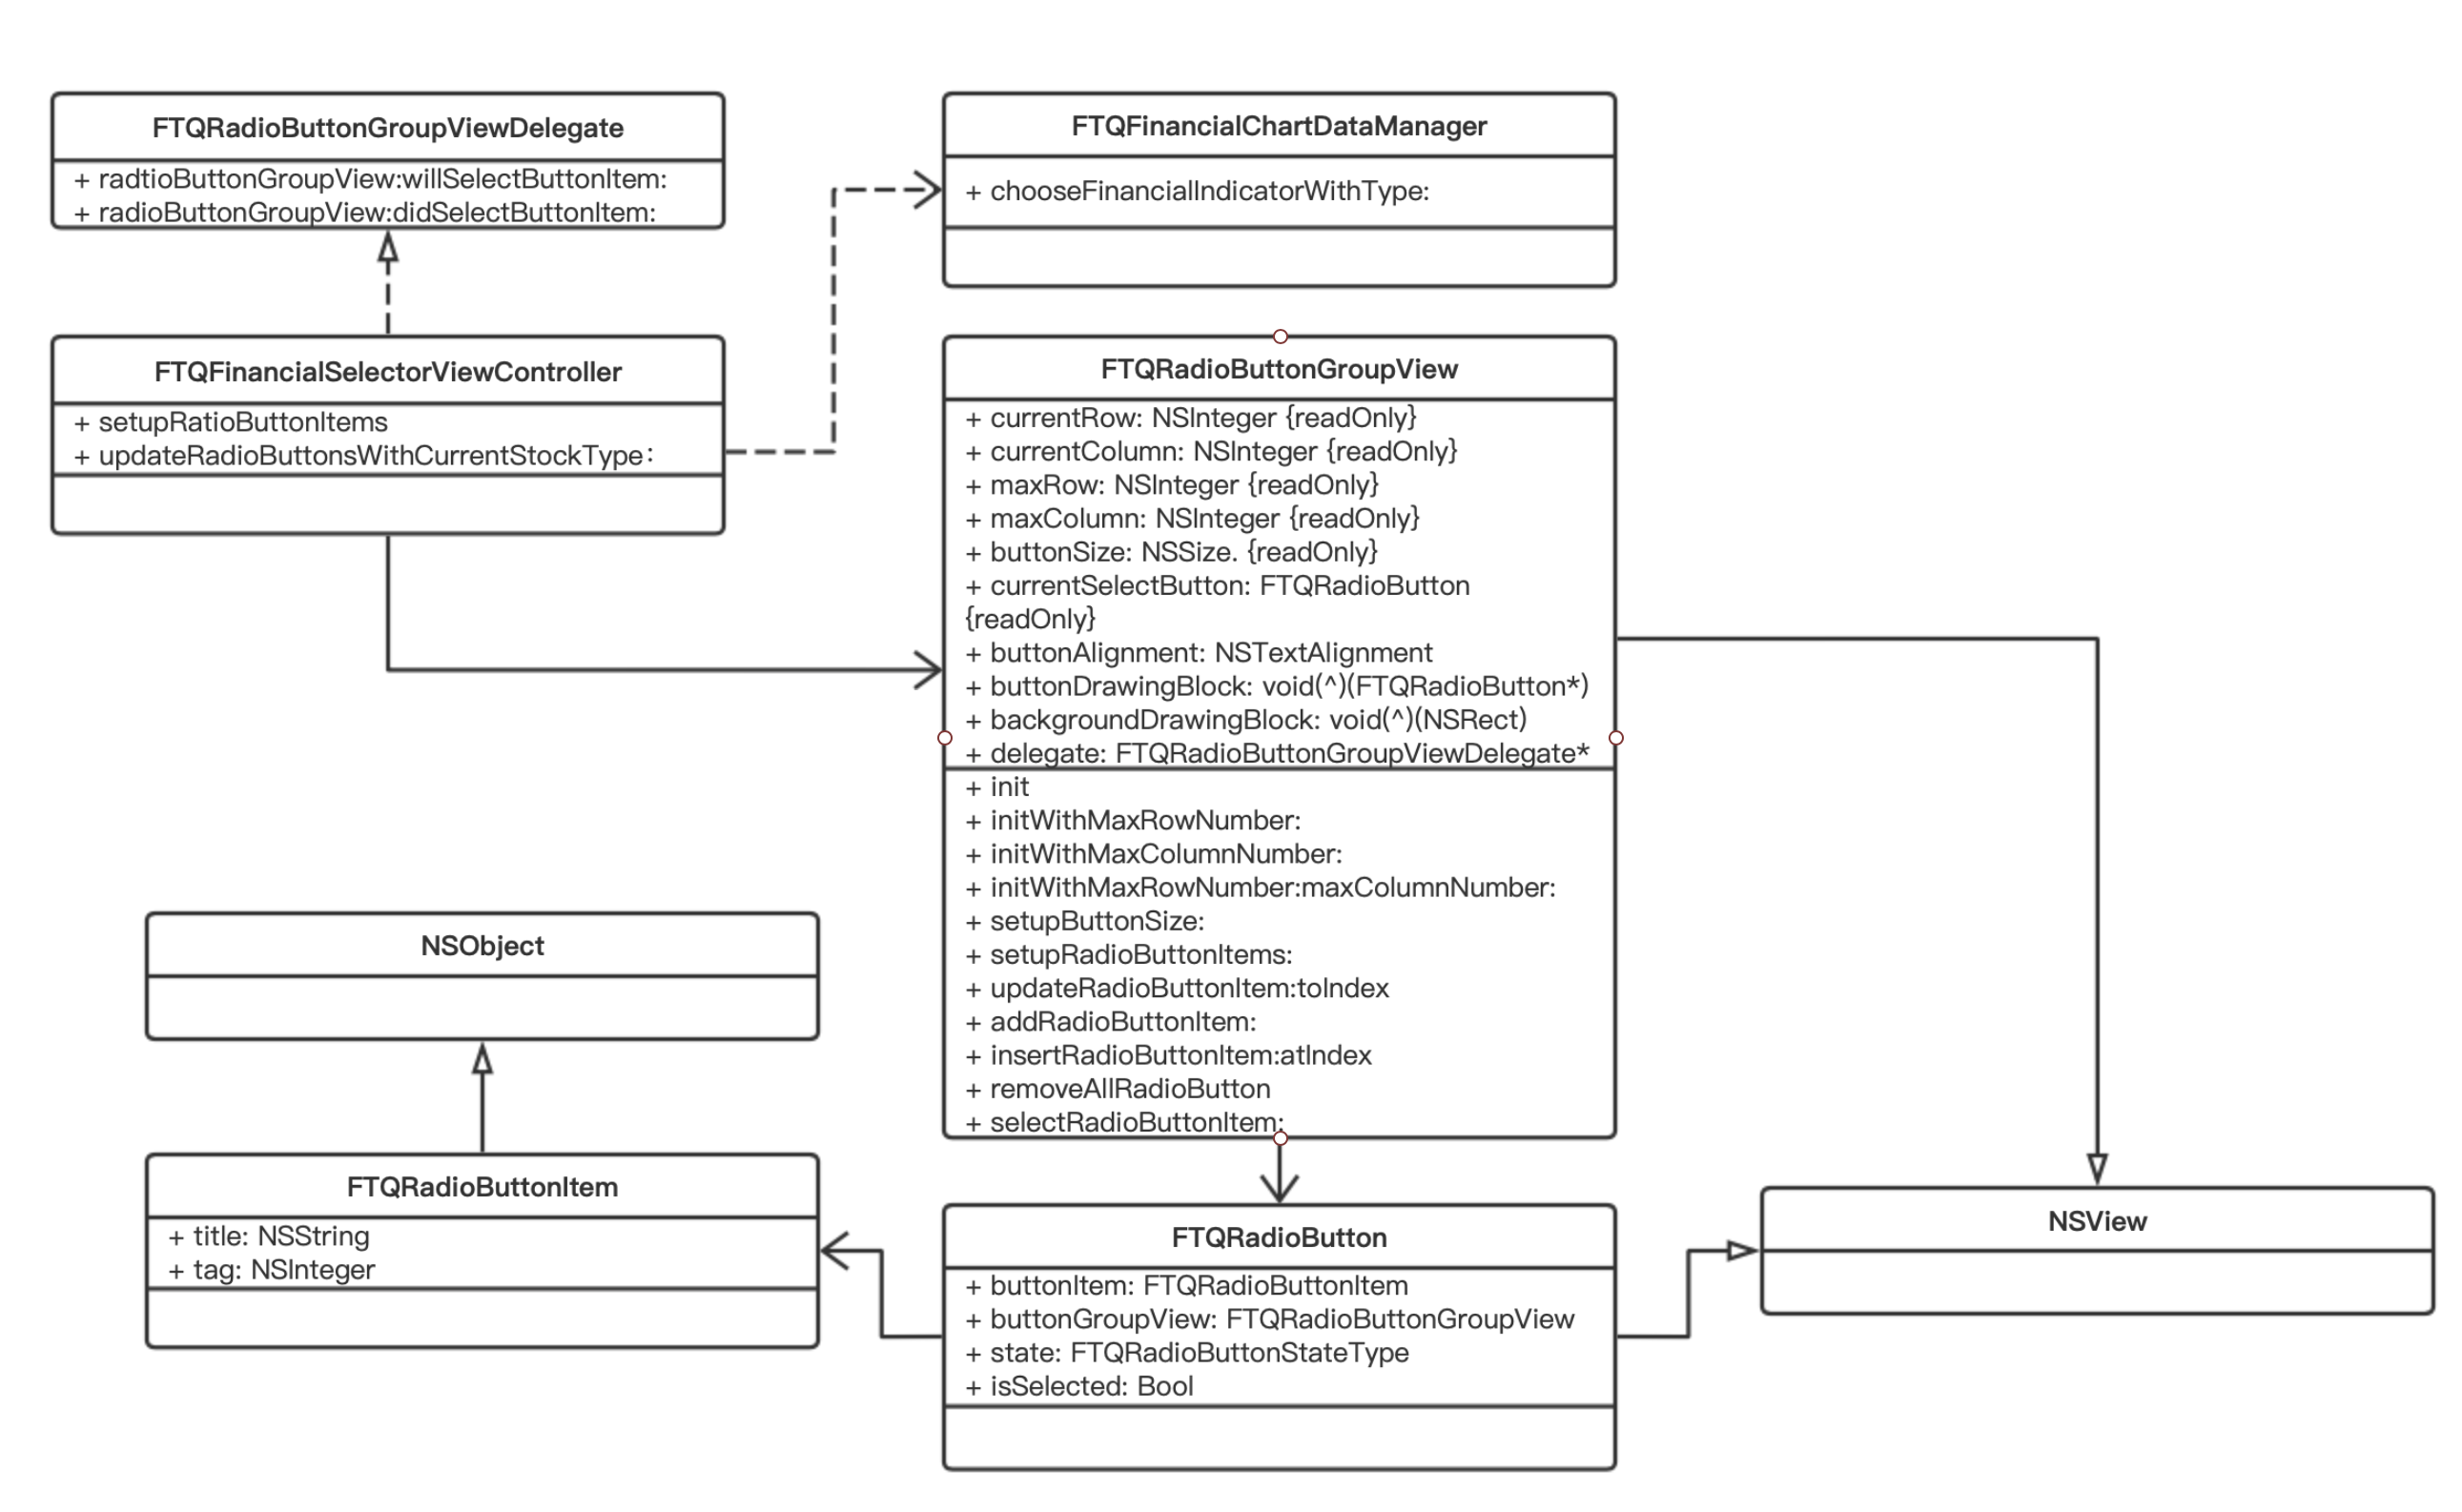 FTQRadioButtonGroupViewDelegate
+ radtioButtonGroupView:willSelectButtonItem:
+ radioButtonGroupView:didSelectButtonItem:
FTQFinancialChartDataManager
+ chooseFinancialIndicatorWithType:
FTQFinancialSelectorViewController
+ setupRatioButtonItems
+ updateRadioButtonsWithCurrentStockType:
FTQRadioButtonGroupView
+ currentRow: NSInteger {readOnly}
+ currentColumn: NSInteger {readOnly}
+ maxRow: NSInteger {readOnly}
+ maxColumn: NSInteger {readOnly}
+ buttonSize: NSSize. {readOnly}
+ currentSelectButton: FTQRadioButton
{readOnly}
+ buttonAlignment: NSTextAlignment
+ buttonDrawingBlock: void(^)(FTQRadioButton*)
+ backgroundDrawingBlock: void(^)(NSRect)
+ delegate: FTQRadioButtonGroupViewDelegate*
+ init
+ initWithMaxRowNumber:
+ initWithMaxColumnNumber:
+ initWithMaxRowNumber:maxColumnNumber:
+ setupButtonSize:
+ setupRadioButtonItems:
+ updateRadioButtonItem:toIndex
+ addRadioButtonItem:
+ insertRadioButtonItem:atIndex
+ removeAllRadioButton
+ selectRadioButtonItem:
NSObject
FTQRadioButtonItem
+ title: NSString
+ tag: NSInteger
FTQRadioButton
+ buttonItem: FTQRadioButtonItem
+ buttonGroupView: FTQRadioButtonGroupView
+ state: FTQRadioButtonStateType
+ isSelected: Bool
NSView